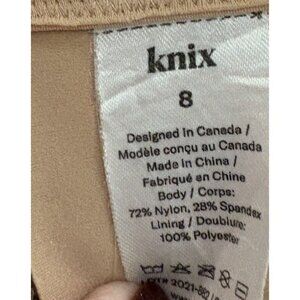 knix
8
Designed in Canada /
Modèle conçu au Canada
Made in China /
Fabriqué en Chine
Body / Corps:
72% Nylon, 28% Spandex
Lining / Doublure:
100% Polyester